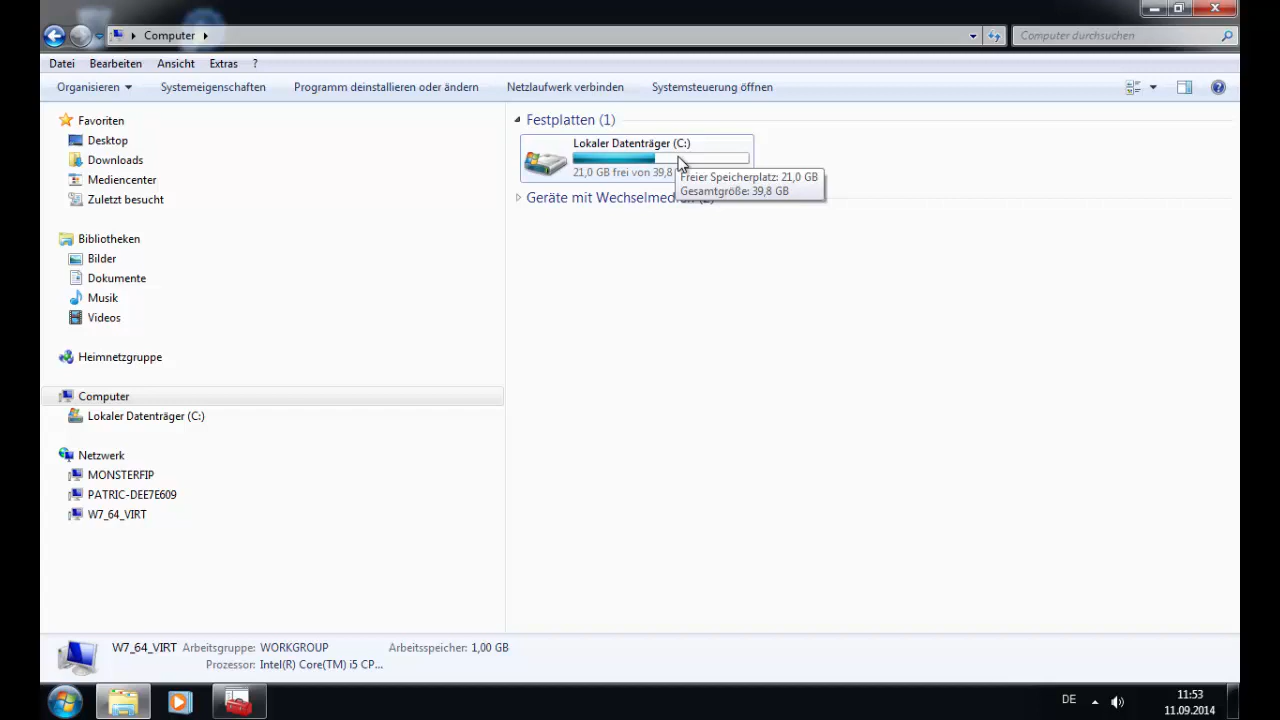 Computer
Computer durchsuchen
Datei Bearbeiten Ansicht Extras ?
Organisieren Systemeigenschaften Programm deinstallieren oder ändern Netzlaufwerk verbinden Systemsteuerung öffnen
Favoriten
Desktop
Downloads
Mediencenter
Zuletzt besucht
Bibliotheken
Bilder
Dokumente
Musik
Videos
Heimnetzgruppe
Computer
Lokaler Datenträger (C:)
Netzwerk
MONSTERFIP
PATRIC-DEE7E609
W7_64_VIRT
Festplatten (1)
Lokaler Datenträger (C:)
21,0 GB frei von 39,8
Freier Speicherplatz: 21,0 GB
Gesamtgröße: 39,8 GB
Geräte mit
W7_64_VIRT Arbeitsgruppe: WORKGROUP Arbeitsspeicher: 1,00 GB
Prozessor: Intel(R) Core(TM) i5 CP...
DE
11:53
11.09.2014